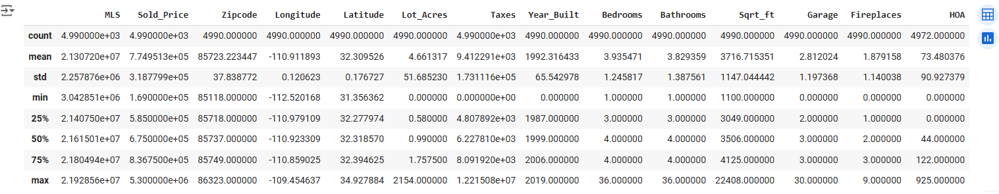 MLS Sold_Price Zipcode Longitude Latitude Lot_Acres Taxes Year_Built Bedrooms Bathrooms Sqrt_ft Garage Fireplaces HOA
count 4.990000e+03 4.990000e+03 4990.000000 4990.000000 4990.000000 4990.000000 4.990000e+03 4990.000000 4990.000000 4990.000000 4990.000000 4990.000000 4990.000000 4972.000000
mean 2.130720e+07 7.749513e+05 85723.223447 -110.911893 32.309526 4.661317 9.412291e+03 1992.316433 3.935471 3.829359 3716.715351 2.812024 1.879158 73.480376
std 2.257876e+06 3.187799e+05 37.838772 0.120623 0.176727 51.685230 1.731116e+05 65.542978 1.245817 1.387561 1147.044442 1.197368 1.140038 90.927379
min 3.042851e+06 1.690000e+05 85118.000000 -112.520168 31.356362 0.000000 0.000000e+00 0.000000 1.000000 1.000000 1100.000000 0.000000 0.000000 0.000000
25% 2.140750e+07 5.850000e+05 85718.000000 -110.979109 32.277974 0.580000 4.807892e+03 1987.000000 3.000000 3.000000 3049.000000 2.000000 1.000000 0.000000
50% 2.161501e+07 6.750000e+05 85737.000000 -110.923309 32.318570 0.990000 6.227810e+03 1999.000000 4.000000 4.000000 3506.000000 3.000000 2.000000 44.000000
75% 2.180494e+07 8.367500e+05 85749.000000 -110.859025 32.394625 1.757500 8.091920e+03 2006.000000 4.000000 4.000000 4125.000000 3.000000 3.000000 122.000000
max 2.192856e+07 5.300000e+06 86323.000000 -109.454637 34.927884 2154.000000 1.221508e+07 2019.000000 36.000000 36.000000 22408.000000 30.000000 9.000000 925.000000